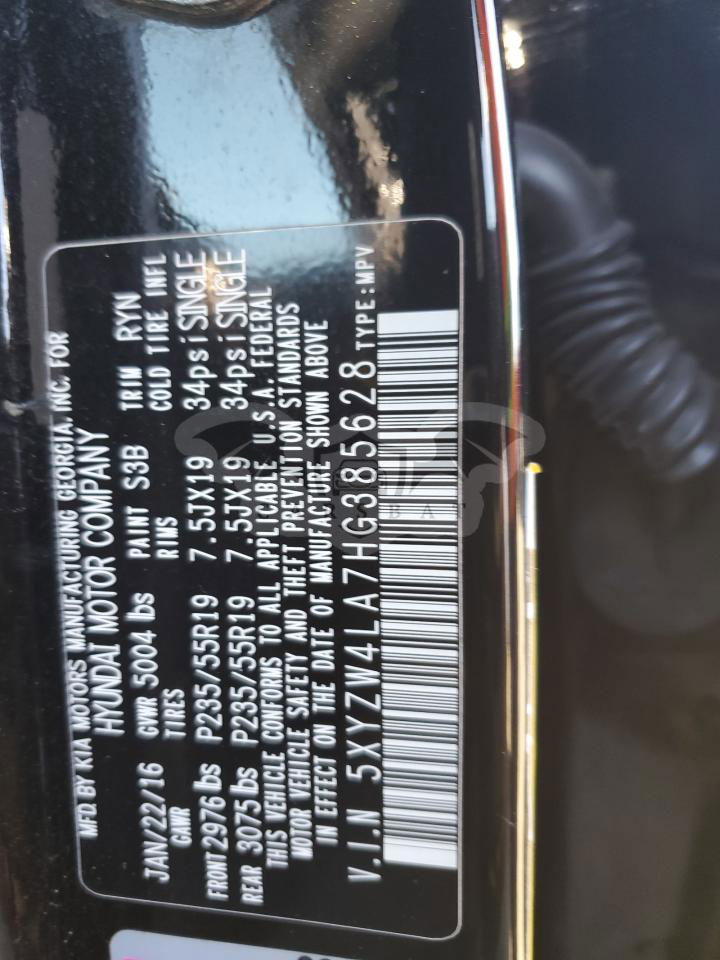 MFD BY KIA MOTORS MANUFACTURING GEORGIA, INC. FOR
HYUNDAI MOTOR COMPANY
JAN/22/16 GVWR 5004 lbs PAINT S3B TRIM RYN
GAWR TIRES RIMS COLD TIRE INFL
FRONT 2976 lbs P235/55R19 7.5JX19 34psi SINGLE
REAR 3075 lbs P235/55R19 7.5JX19 34psi SINGLE
THIS VEHICLE CONFORMS TO ALL APPLICABLE U.S.A. FEDERAL
MOTOR VEHICLE SAFETY AND THEFT PREVENTION STANDARDS
IN EFFECT ON THE DATE OF MANUFACTURE SHOWN ABOVE
V.I.N 5XYZW4LA7HG385628 TYPE:MPV